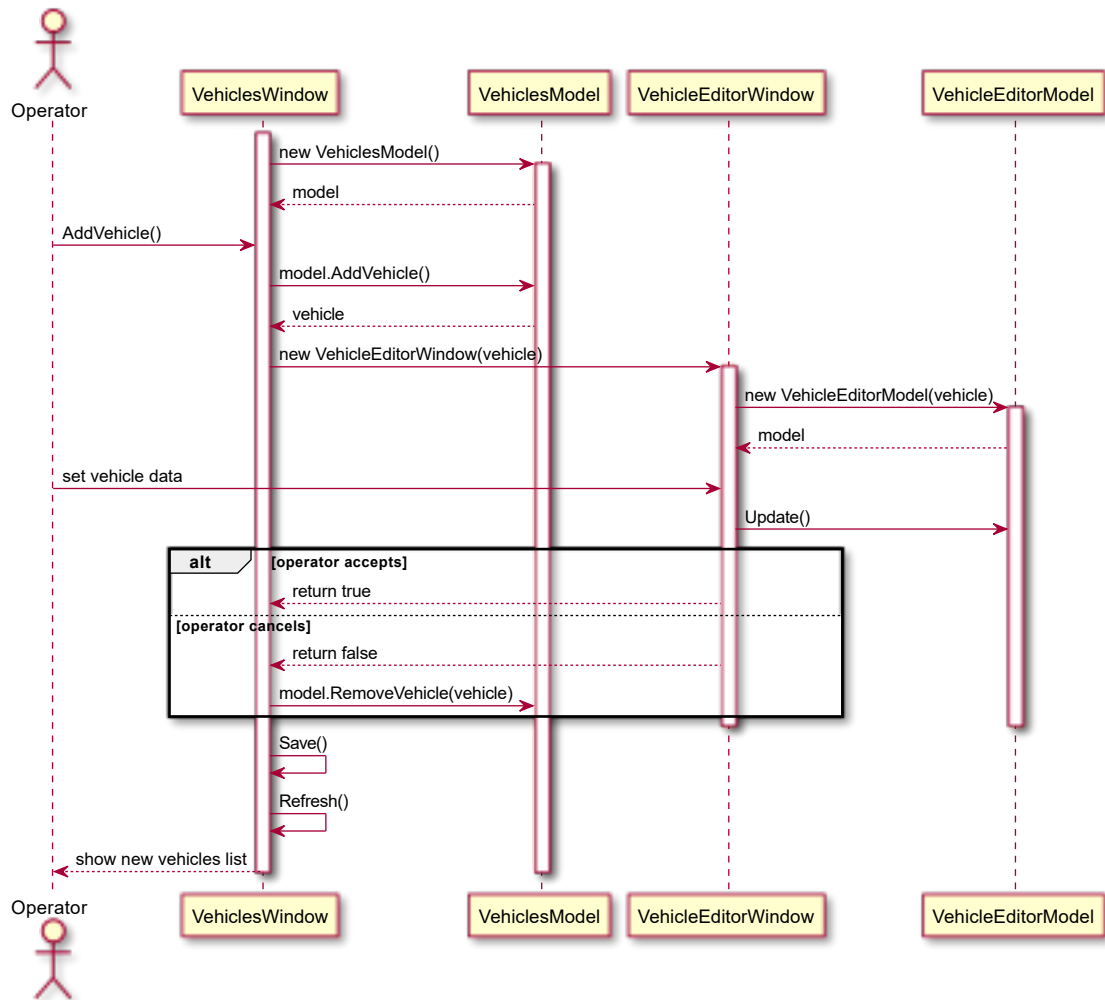 Operator
VehiclesWindow
VehiclesModel
VehicleEditorWindow
VehicleEditorModel
new VehiclesModel()
model
AddVehicle()
model.AddVehicle()
vehicle
new VehicleEditorWindow(vehicle)
new VehicleEditorModel(vehicle)
model
set vehicle data
Update()
alt
[operator accepts]
return true
[operator cancels]
return false
model.RemoveVehicle(vehicle)
Save()
Refresh()
show new vehicles list
Operator
VehiclesWindow
VehiclesModel
VehicleEditorWindow
VehicleEditorModel